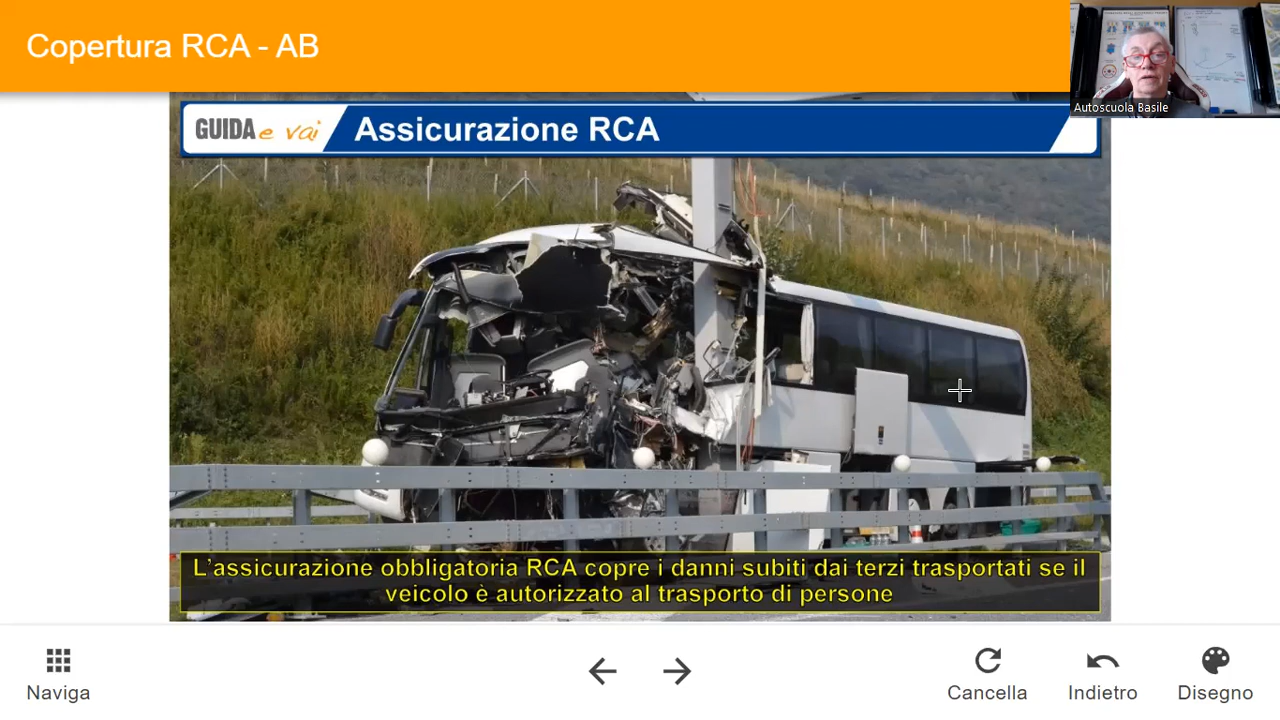 Copertura RCA - AB
Autoscuola Basile
GUIDA e vai
Assicurazione RCA
L'assicurazione obbligatoria RCA copre i danni subiti dai terzi trasportati se il
veicolo è autorizzato al trasporto di persone
Naviga
Cancella
Indietro
Disegno